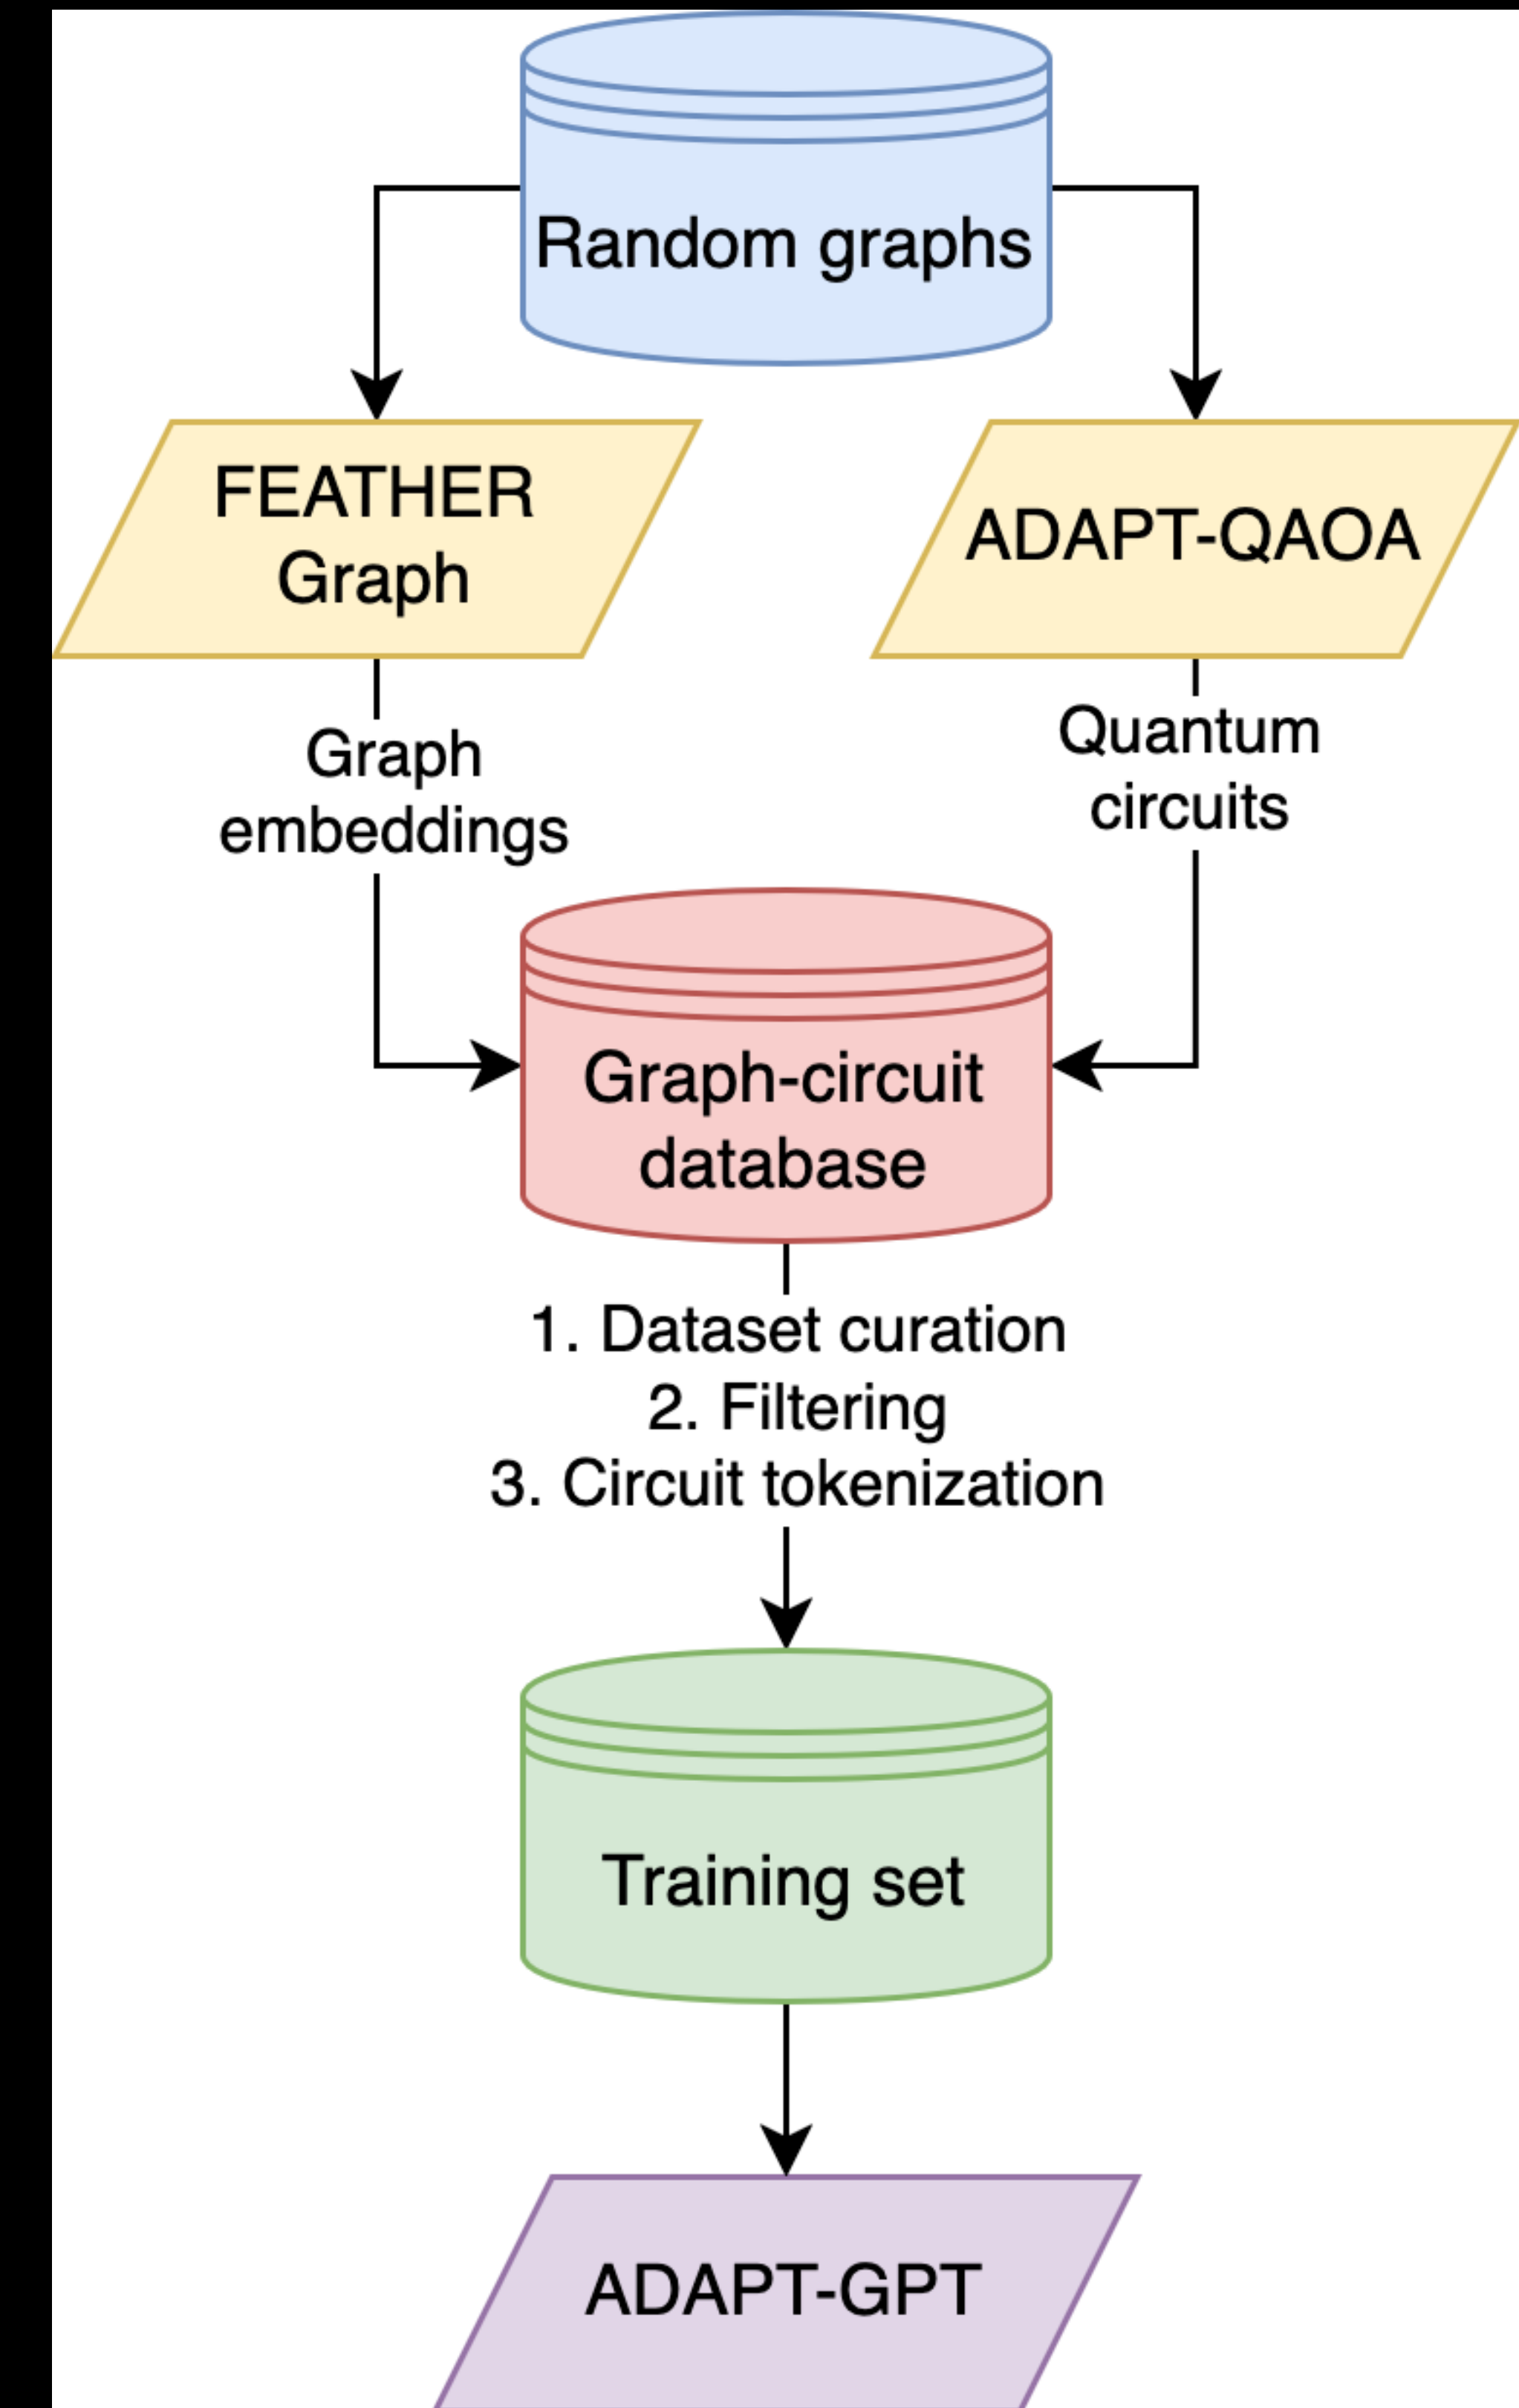 Random graphs
FEATHER
Graph
ADAPT-QAOA
Graph
embeddings
Quantum
circuits
Graph-circuit
database
1. Dataset curation
2. Filtering
3. Circuit tokenization
Training set
ADAPT-GPT